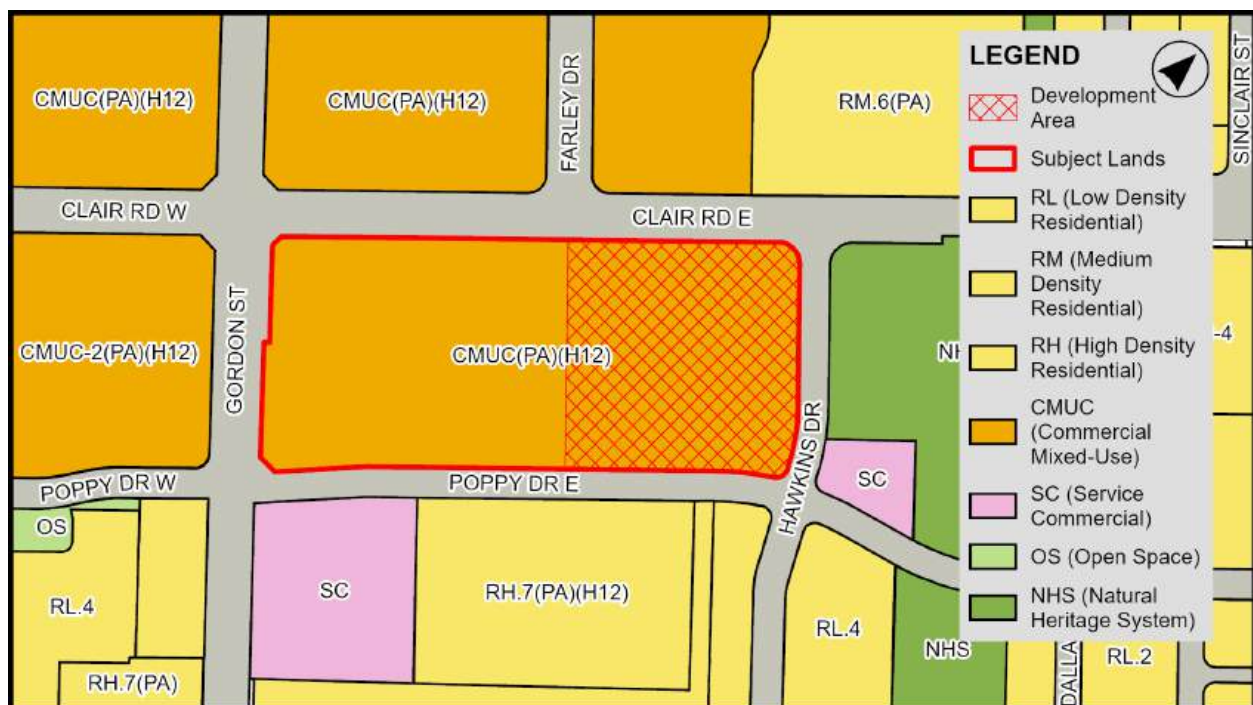 CMUC(PA)(H12)
CMUC(PA)(H12)
FARLEY DR
RM.6(PA)
SINCLAIR ST
CLAIR RD W
CLAIR RD E
CMUC-2(PA)(H12)
GORDON ST
CMUC(PA)(H12)
NH
-4
POPPY DR W
POPPY DR E
HAWKINS DR
SC
OS
RL.4
SC
RH.7(PA)(H12)
RL.4
NHS
RH.7(PA)
DALLA
RL.2
LEGEND
Development
Area
Subject Lands
RL (Low Density
Residential)
RM (Medium
Density
Residential)
RH (High Density
Residential)
CMUC
(Commercial
Mixed-Use)
SC (Service
Commercial)
OS (Open Space)
NHS (Natural
Heritage System)